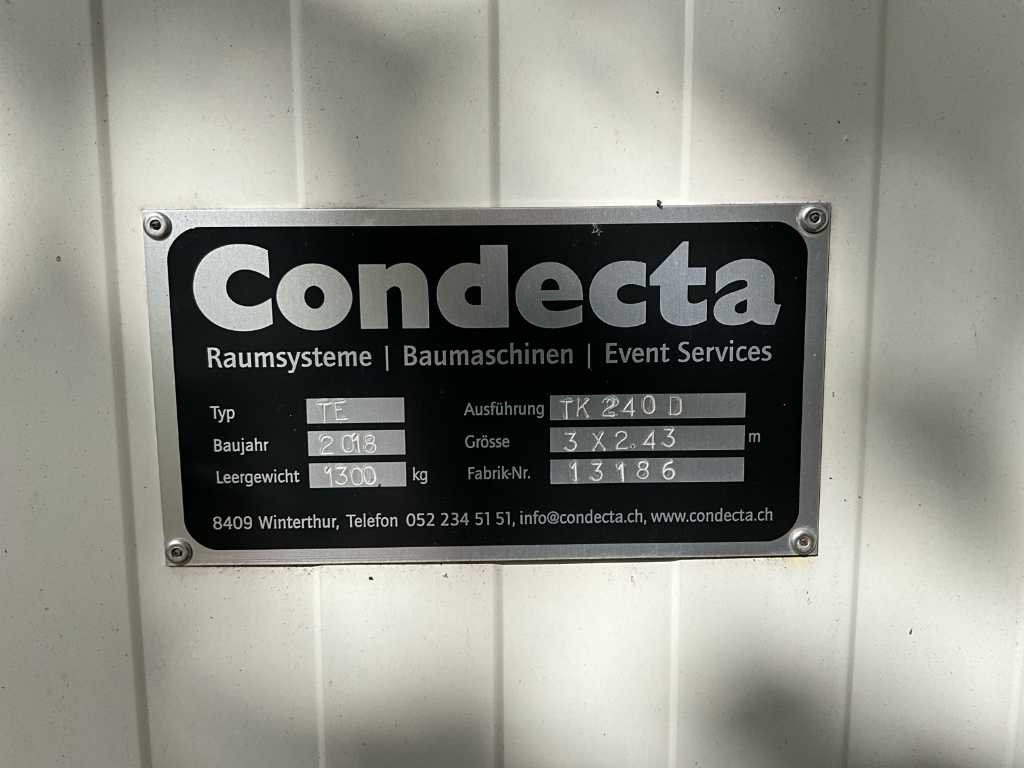 Condecta
Raumsysteme | Baumaschinen | Event Services
Typ TE Ausführung TK 240 D
Baujahr 2018 Grösse 3 X 2.43 m
Leergewicht 1300 kg Fabrik-Nr. 13186
8409 Winterthur, Telefon 052 234 51 51, info@condecta.ch, www.condecta.ch